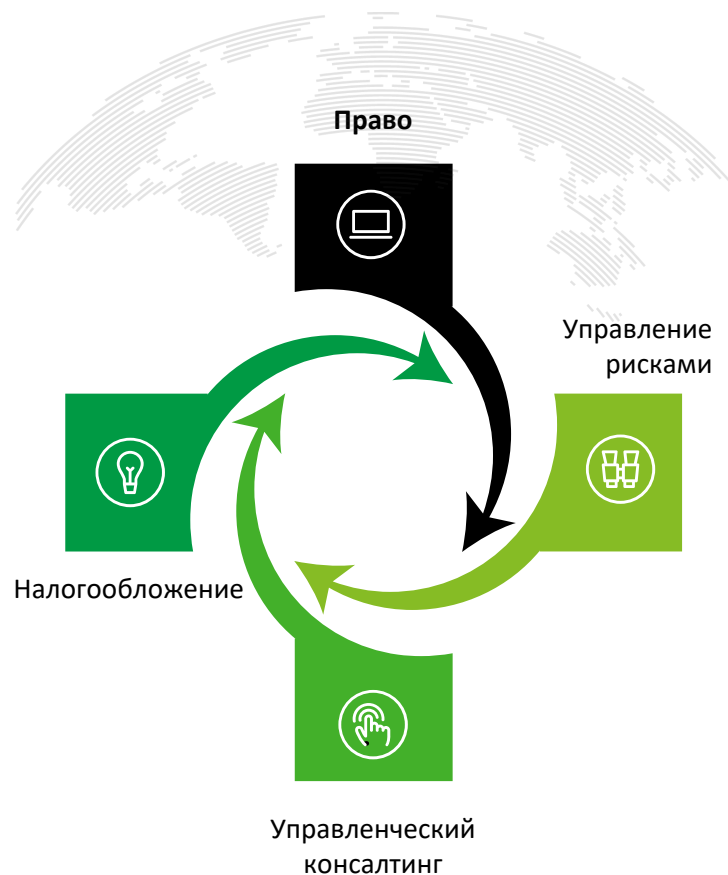 Право
Управление
рисками
Налогообложение
Управленческий
консалтинг